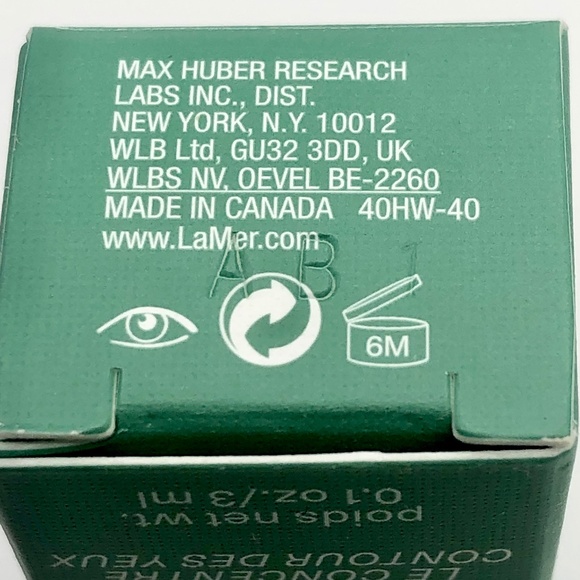 MAX HUBER RESEARCH
LABS INC., DIST.
NEW YORK, N.Y. 10012
WLB Ltd, GU32 3DD, UK
WLBS NV, OEVEL BE-2260
MADE IN CANADA 40HW-40
www.LaMer.com
A B 1
6M
LE CONCENTRÉ
CONTOUR DES YEUX
poids net wt.
0.1 oz./3 ml